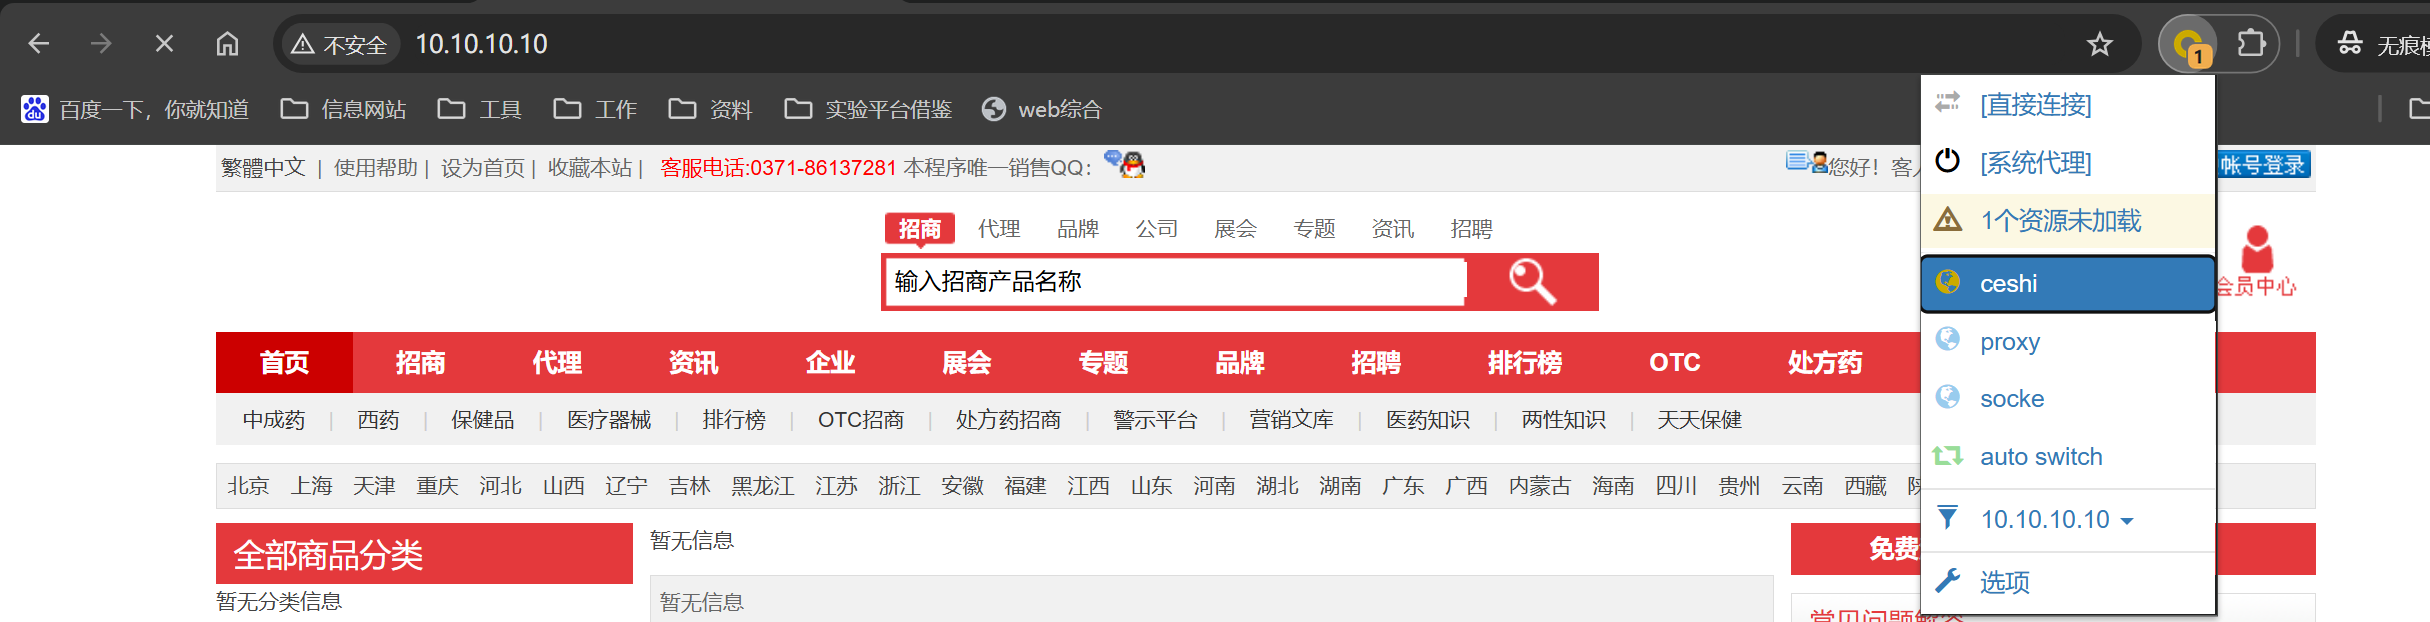 不安全 10.10.10.10 1 无痕模
百度一下，你就知道 信息网站 工具 工作 资料 实验平台借鉴 web综合
繁體中文 | 使用帮助 | 设为首页 | 收藏本站 | 客服电话:0371-86137281 本程序唯一销售QQ: 您好！客 帐号登录
招商 代理 品牌 公司 展会 专题 资讯 招聘
输入招商产品名称
会员中心
首页 招商 代理 资讯 企业 展会 专题 品牌 招聘 排行榜 OTC 处方药
中成药 | 西药 | 保健品 | 医疗器械 | 排行榜 | OTC招商 | 处方药招商 | 警示平台 | 营销文库 | 医药知识 | 两性知识 | 天天保健
北京 上海 天津 重庆 河北 山西 辽宁 吉林 黑龙江 江苏 浙江 安徽 福建 江西 山东 河南 湖北 湖南 广东 广西 内蒙古 海南 四川 贵州 云南 西藏
全部商品分类
暂无分类信息
暂无信息
暂无信息
免费
常见问题解答
[直接连接]
[系统代理]
1个资源未加载
ceshi
proxy
socke
auto switch
10.10.10.10
选项